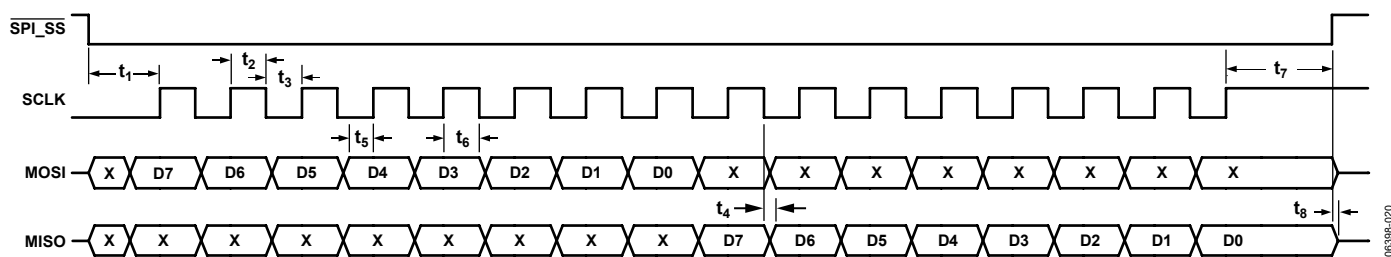 SPI_SS
t1
t2
t3
t7
SCLK
t5
t6
MOSI X D7 D6 D5 D4 D3 D2 D1 D0 X X X X X X X X
t4
t8
MISO X X X X X X X X X D7 D6 D5 D4 D3 D2 D1 D0
06398-020